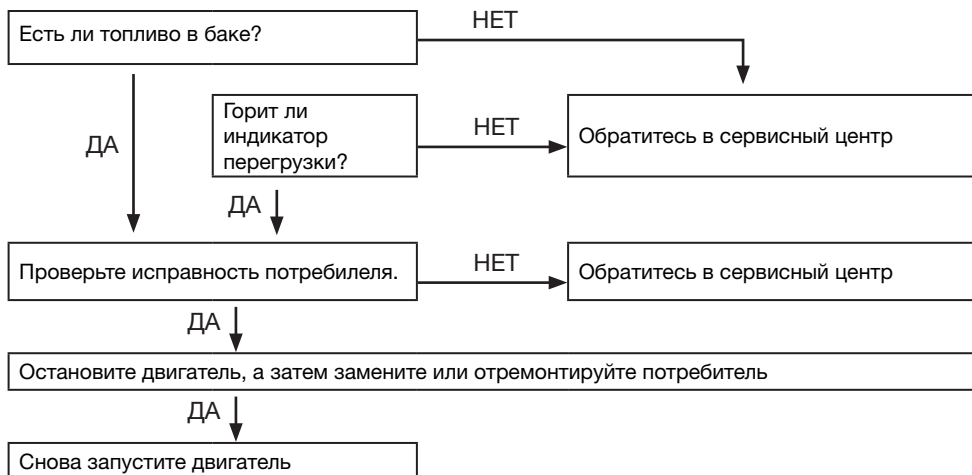 Есть ли топливо в баке?
НЕТ
ДА
Горит ли
индикатор
перегрузки?
НЕТ
Обратитесь в сервисный центр
ДА
Проверьте исправность потребилеля.
НЕТ
Обратитесь в сервисный центр
ДА
Остановите двигатель, а затем замените или отремонтируйте потребитель
ДА
Снова запустите двигатель